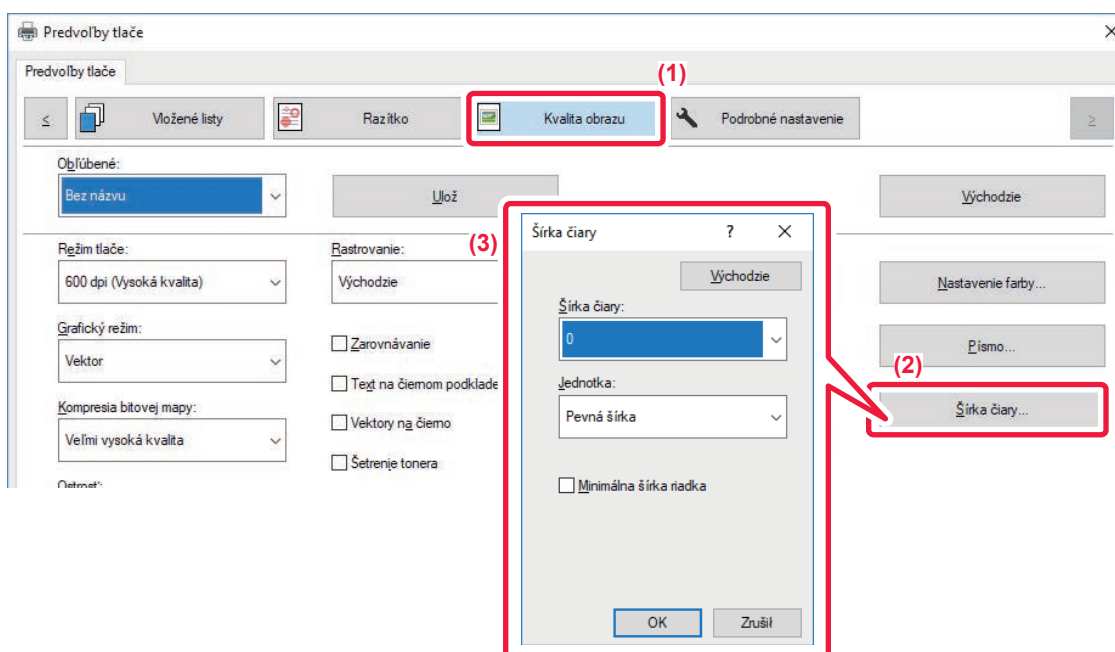 Predvoľby tlače
Predvoľby tlače
(1)
< Vložené listy Razítko Kvalita obrazu Podrobné nastavenie >
Obľúbené:
Bez názvu Ulož Východzie
(3) Šírka čiary ? X
Režim tlače: Rastrovanie:
Východzie
600 dpi (Vysoká kvalita) Východzie Nastavenie farby...
Šírka čiary:
Grafický režim:
0
Zarovnávanie Písmo...
Vektor
(2)
Text na čiernom podklade Jednotka:
Kompresia bitovej mapy: Šírka čiary...
Vektory na čierno Pevná šírka
Veľmi vysoká kvalita
Šetrenie tonera
Ostrosť: Minimálna šírka riadka
OK Zrušiť